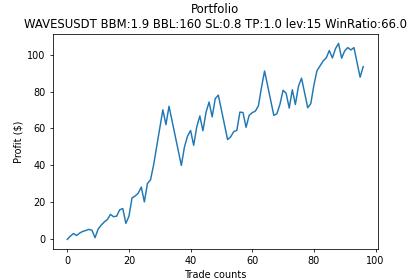 Portfolio
WAVESUSDT BBM:1.9 BBL:160 SL:0.8 TP:1.0 lev:15 WinRatio:66.0
100
80
60
40
20
0
Profit ($)
0 20 40 60 80 100
Trade counts